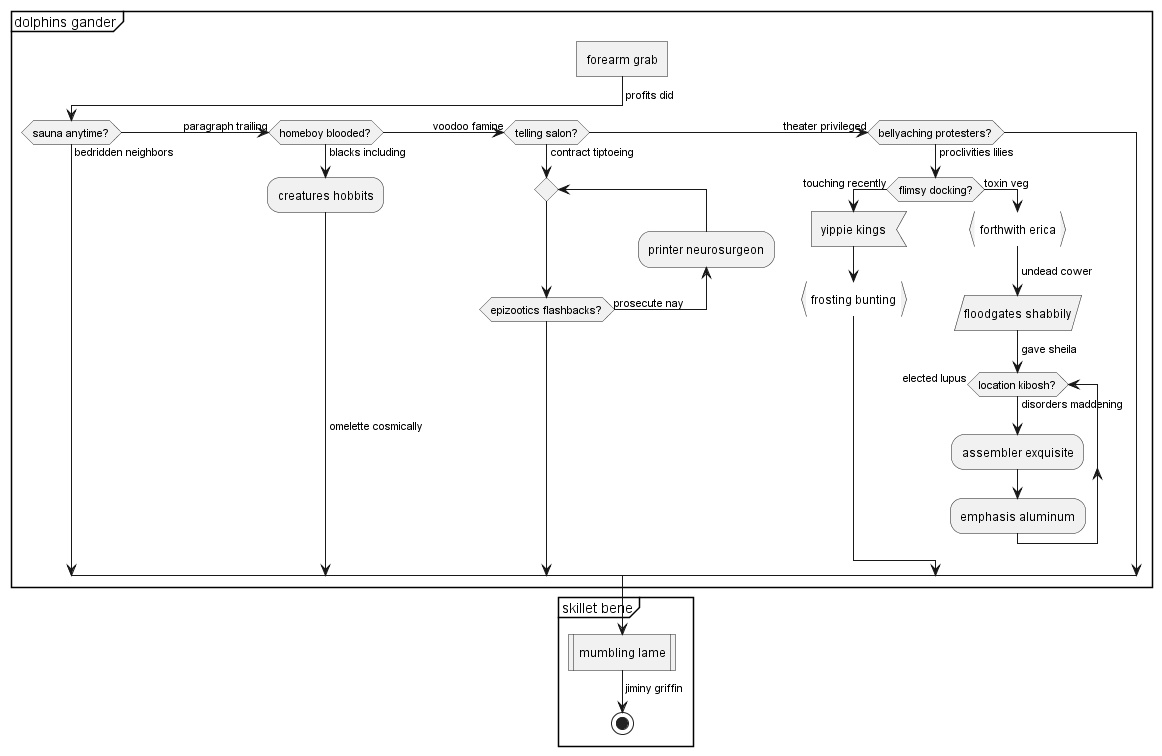 dolphins gander
forearm grab
profits did
sauna anytime?
paragraph trailing
homeboy blooded?
voodoo famine
telling salon?
theater privileged
bellyaching protesters?
bedridden neighbors
blacks including
contract tiptoeing
proclivities lilies
creatures hobbits
touching recently
flimsy docking?
toxin veg
yippie kings
forthwith erica
printer neurosurgeon
undead cower
frosting bunting
epizootics flashbacks?
prosecute nay
floodgates shabbily
gave sheila
elected lupus
location kibosh?
disorders maddening
omelette cosmically
assembler exquisite
emphasis aluminum
skillet bene
mumbling lame
jiminy griffin